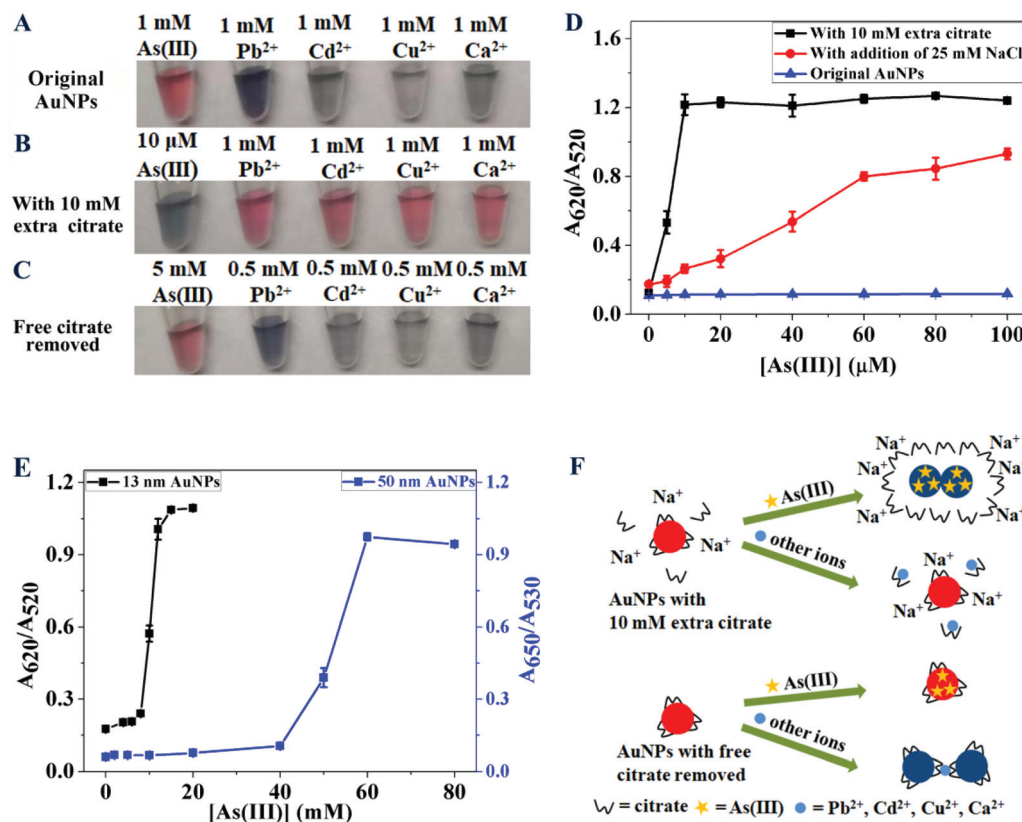 A
1 mM 1 mM 1 mM 1 mM 1 mM
As(III) Pb²⁺ Cd²⁺ Cu²⁺ Ca²⁺
Original
AuNPs
B
10 µM 1 mM 1 mM 1 mM 1 mM
As(III) Pb²⁺ Cd²⁺ Cu²⁺ Ca²⁺
With 10 mM
extra citrate
C
5 mM 0.5 mM 0.5 mM 0.5 mM 0.5 mM
As(III) Pb²⁺ Cd²⁺ Cu²⁺ Ca²⁺
Free citrate
removed
D
With 10 mM extra citrate
With addition of 25 mM NaCl
Original AuNPs
A620/A520
1.6
1.2
0.8
0.4
0.0
0 20 40 60 80 100
[As(III)] (µM)
E
13 nm AuNPs
50 nm AuNPs
A620/A520
1.2
0.9
0.6
0.3
0.0
1.2
0.9
0.6
0.3
0.0
A650/A530
0 20 40 60 80
[As(III)] (mM)
F
Na⁺ Na⁺
Na⁺ Na⁺
Na⁺ Na⁺
Na⁺
As(III)
Na⁺
Na⁺ Na⁺
other ions
AuNPs with
10 mM extra citrate
Na⁺
Na⁺ Na⁺
As(III)
other ions
AuNPs with free
citrate removed
= citrate = As(III) = Pb²⁺, Cd²⁺, Cu²⁺, Ca²⁺